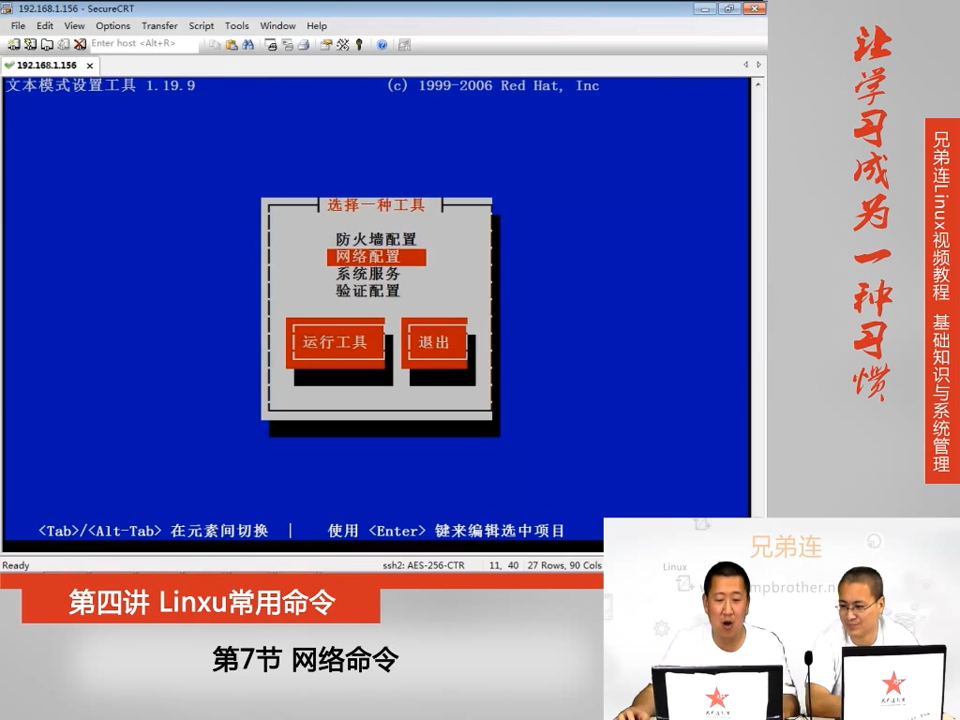 192.168.1.156 - SecureCRT
File Edit View Options Transfer Script Tools Window Help
Enter host <Alt+R>
192.168.1.156
文本模式设置工具 1.19.9 (c) 1999-2006 Red Hat, Inc
选择一种工具
防火墙配置
网络配置
系统服务
验证配置
运行工具 退出
<Tab>/<Alt-Tab> 在元素间切换 | 使用 <Enter> 键来编辑选中项目
Ready ssh2: AES-256-CTR 11, 40 27 Rows, 90 Cols
第四讲 Linxu常用命令
第7节 网络命令
让学习成为一种习惯
兄弟连Linux视频教程 基础知识与系统管理
兄弟连
Linux